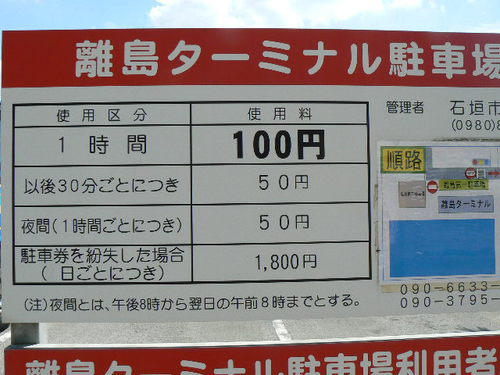 離島ターミナル駐車場
使用区分 使用料
1時間 100円
以後30分ごとにつき 50円
夜間(1時間ごとにつき) 50円
駐車券を紛失した場合
( 日ごとにつき) 1,800円
(注)夜間とは、午後8時から翌日の午前8時までとする。
管理者 石垣市
(0980)8
順路
離島ターミナル
090-6633-
090-3795-
離島ターミナル駐車場利用者